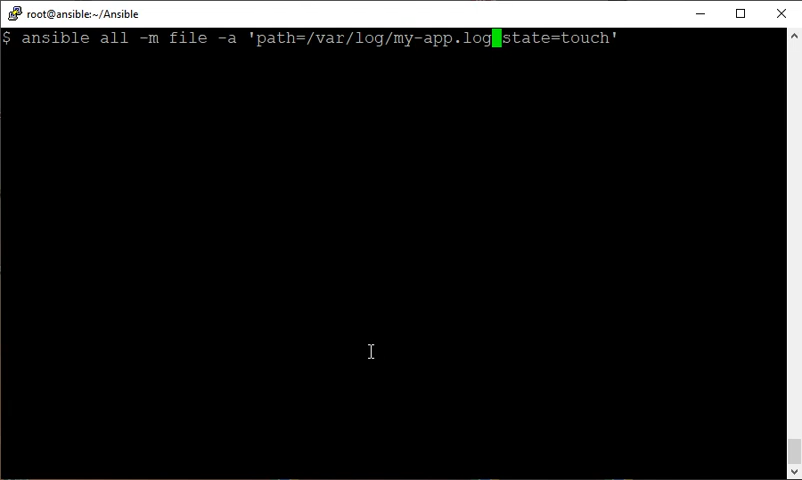 root@ansible:~/Ansible
$ ansible all -m file -a 'path=/var/log/my-app.log state=touch'